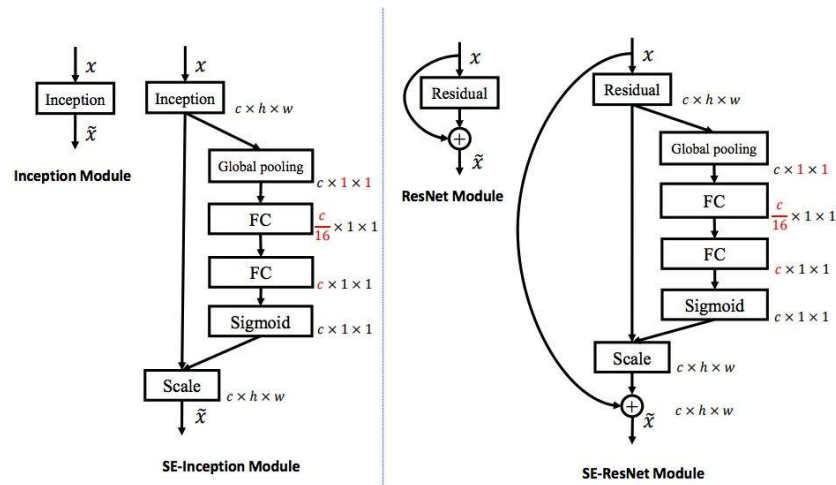 x
Inception
x̃
Inception Module
x
Inception
c × h × w
Global pooling
c × 1 × 1
FC
c/16 × 1 × 1
FC
c × 1 × 1
Sigmoid
c × 1 × 1
Scale
c × h × w
x̃
SE-Inception Module
x
Residual
+
x̃
ResNet Module
x
Residual
c × h × w
Global pooling
c × 1 × 1
FC
c/16 × 1 × 1
FC
c × 1 × 1
Sigmoid
c × 1 × 1
Scale
c × h × w
+
c × h × w
x̃
SE-ResNet Module